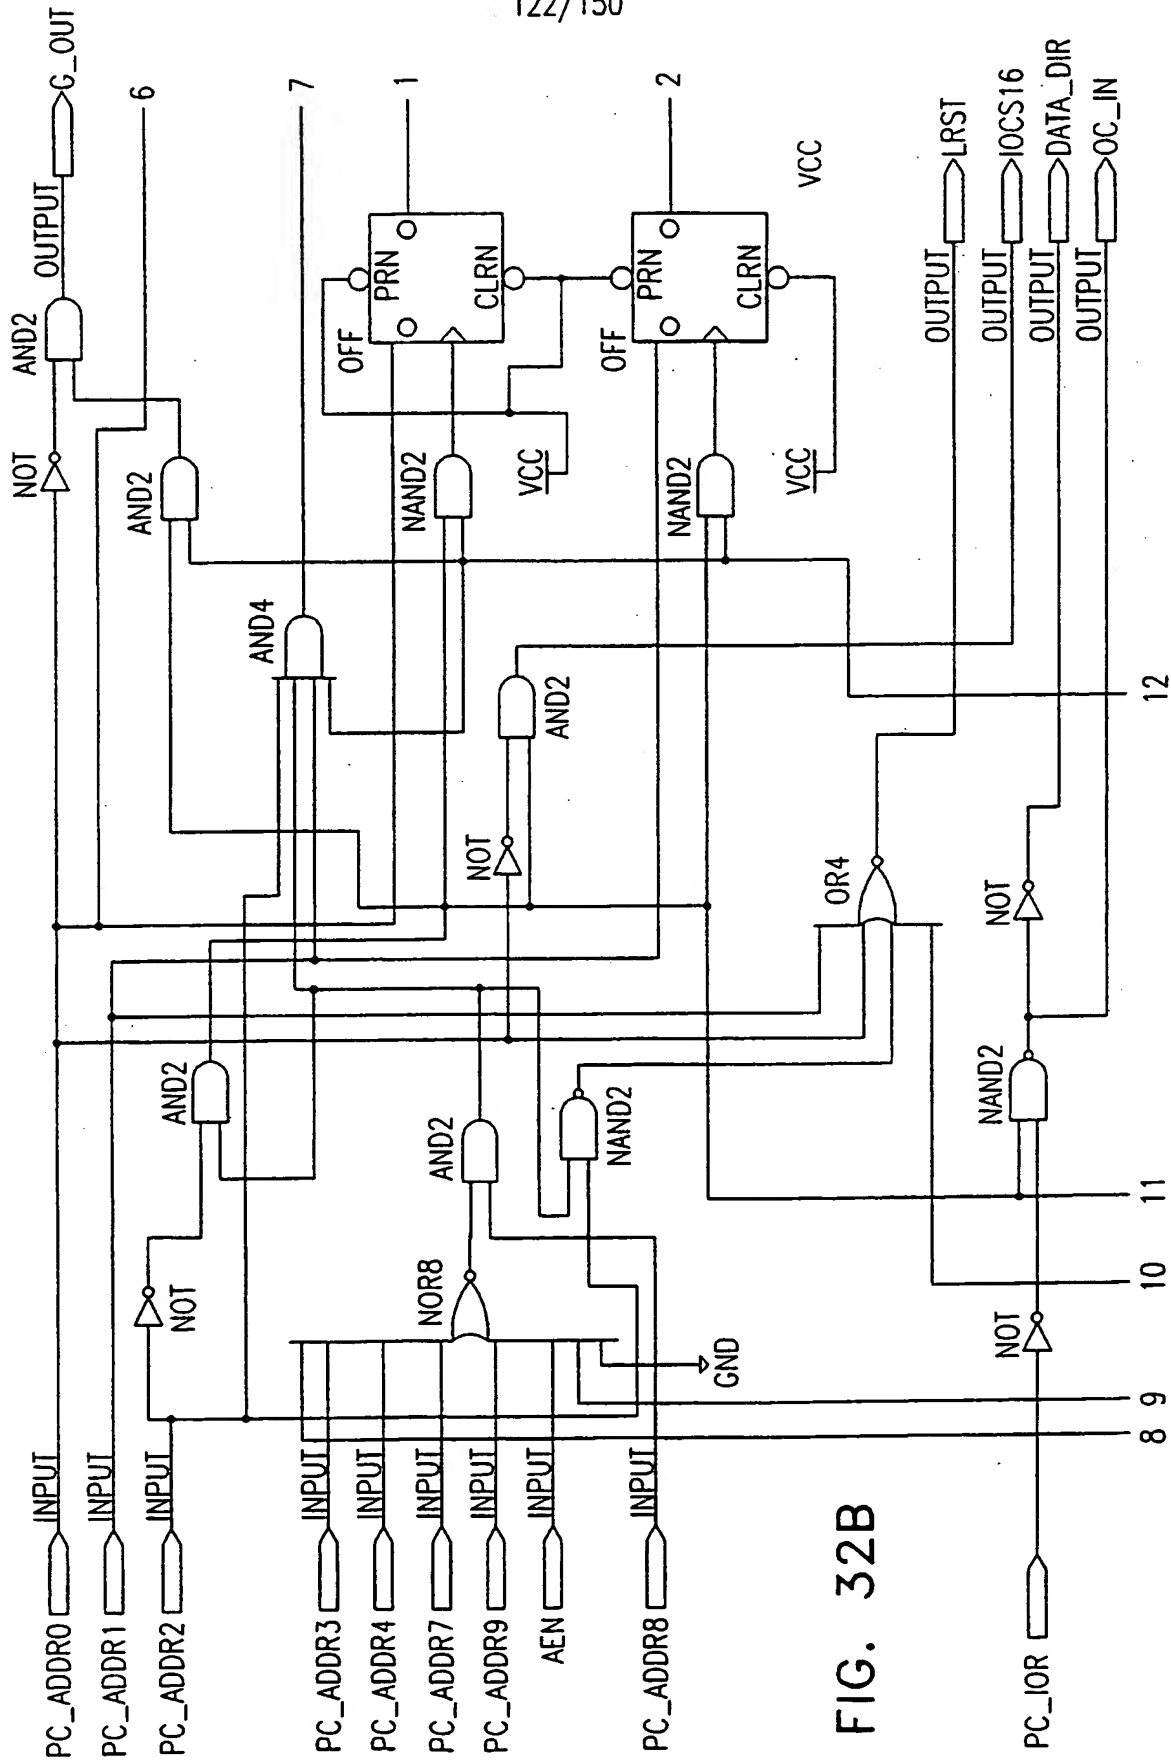 122/150
PC_ADDR0
INPUT
PC_ADDR1
INPUT
PC_ADDR2
INPUT
PC_ADDR3
INPUT
PC_ADDR4
INPUT
PC_ADDR7
INPUT
PC_ADDR9
INPUT
AEN
INPUT
PC_ADDR8
INPUT
PC_IOR
NOT
AND2
NOR8
GND
AND2
NAND2
NOT
NAND2
NOT
OR4
NOT
AND2
AND4
NOT
AND2
AND2
OUTPUT
G_OUT
6
7
NAND2
VCC
OFF
PRN
CLRN
1
NAND2
VCC
OFF
PRN
CLRN
2
VCC
OUTPUT
LRST
OUTPUT
IOCS16
OUTPUT
DATA_DIR
OUTPUT
OC_IN
8
9
10
11
12
FIG. 32B